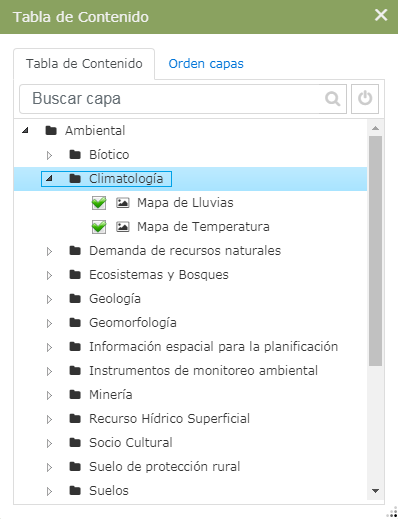 Tabla de Contenido
Tabla de Contenido
Orden capas
Buscar capa
Ambiental
Bíotico
Climatología
Mapa de Lluvias
Mapa de Temperatura
Demanda de recursos naturales
Ecosistemas y Bosques
Geología
Geomorfología
Información espacial para la planificación
Instrumentos de monitoreo ambiental
Minería
Recurso Hídrico Superficial
Socio Cultural
Suelo de protección rural
Suelos